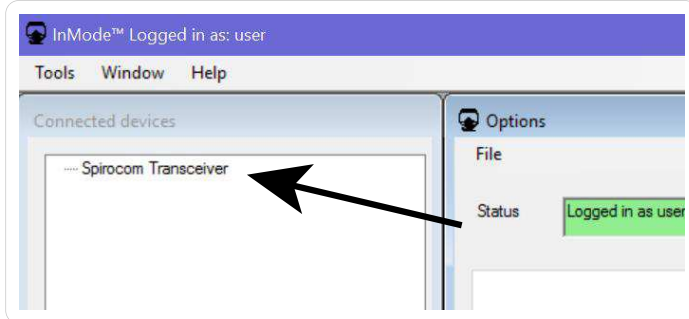 InMode™ Logged in as: user
Tools Window Help
Connected devices
Spirocom Transceiver
Options
File
Status Logged in as user